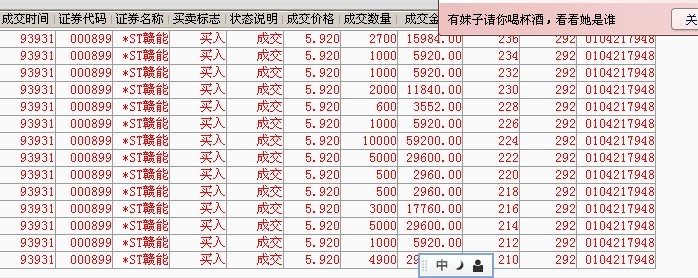 成交时间 证券代码 证券名称 买卖标志 状态说明 成交价格 成交数量 成交金
有妹子请你喝杯酒，看看她是谁 关
93931 000899 *ST赣能 买入 成交 5.920 2700 15984.00 236 292 0104217948
93931 000899 *ST赣能 买入 成交 5.920 1000 5920.00 234 292 0104217948
93931 000899 *ST赣能 买入 成交 5.920 1000 5920.00 232 292 0104217948
93931 000899 *ST赣能 买入 成交 5.920 2000 11840.00 230 292 0104217948
93931 000899 *ST赣能 买入 成交 5.920 600 3552.00 228 292 0104217948
93931 000899 *ST赣能 买入 成交 5.920 1000 5920.00 226 292 0104217948
93931 000899 *ST赣能 买入 成交 5.920 10000 59200.00 224 292 0104217948
93931 000899 *ST赣能 买入 成交 5.920 5000 29600.00 222 292 0104217948
93931 000899 *ST赣能 买入 成交 5.920 500 2960.00 220 292 0104217948
93931 000899 *ST赣能 买入 成交 5.920 500 2960.00 218 292 0104217948
93931 000899 *ST赣能 买入 成交 5.920 3000 17760.00 216 292 0104217948
93931 000899 *ST赣能 买入 成交 5.920 5000 29600.00 214 292 0104217948
93931 000899 *ST赣能 买入 成交 5.920 1000 5920.00 212 292 0104217948
93931 000899 *ST赣能 买入 成交 5.920 4900 210 292 0104217948
中